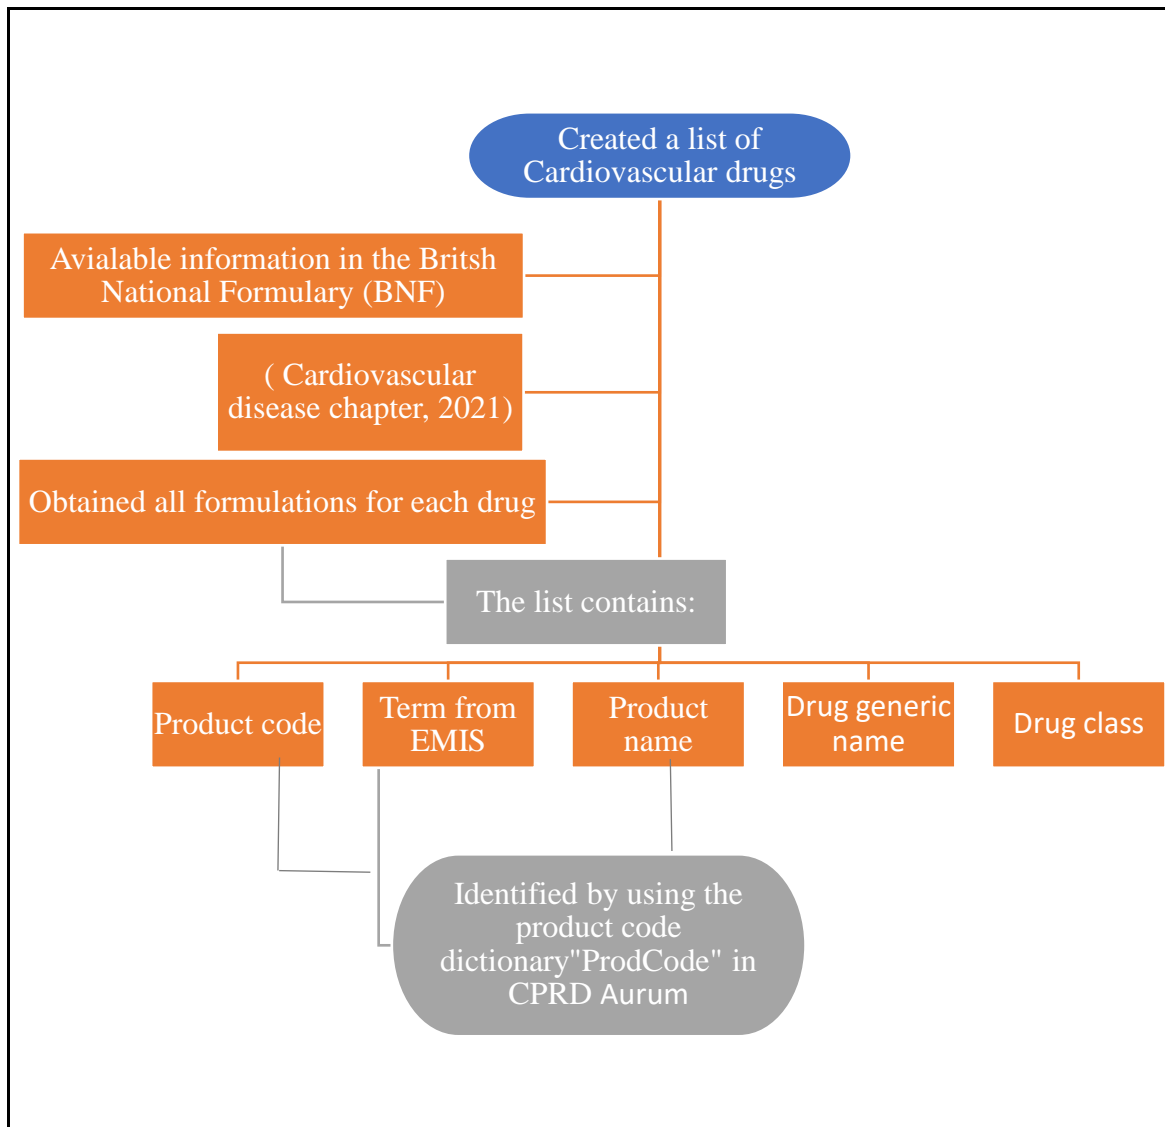 Created a list of
Cardiovascular drugs
Avialable information in the Britsh
National Formulary (BNF)
( Cardiovascular
disease chapter, 2021)
Obtained all formulations for each drug
The list contains:
Product code
Term from
EMIS
Product
name
Drug generic
name
Drug class
Identified by using the
product code
dictionary"ProdCode" in
CPRD Aurum